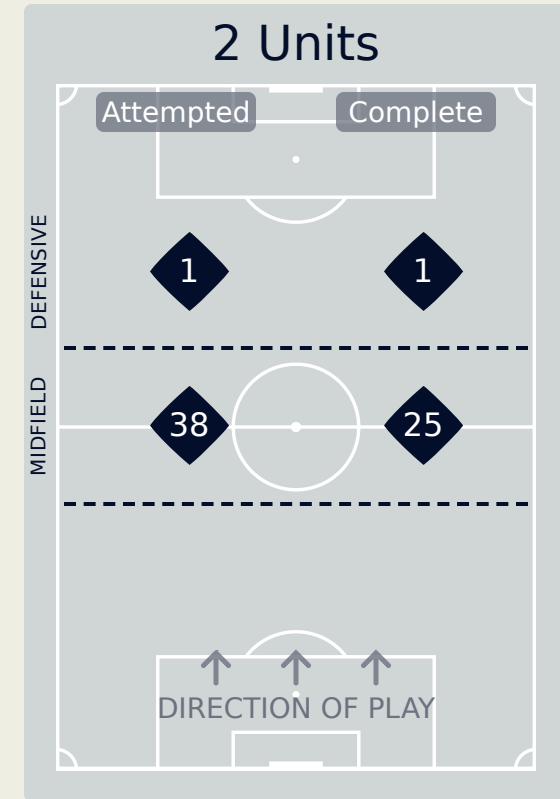 2 Units
Attempted Complete
DEFENSIVE
1 1
MIDFIELD
38 25
DIRECTION OF PLAY